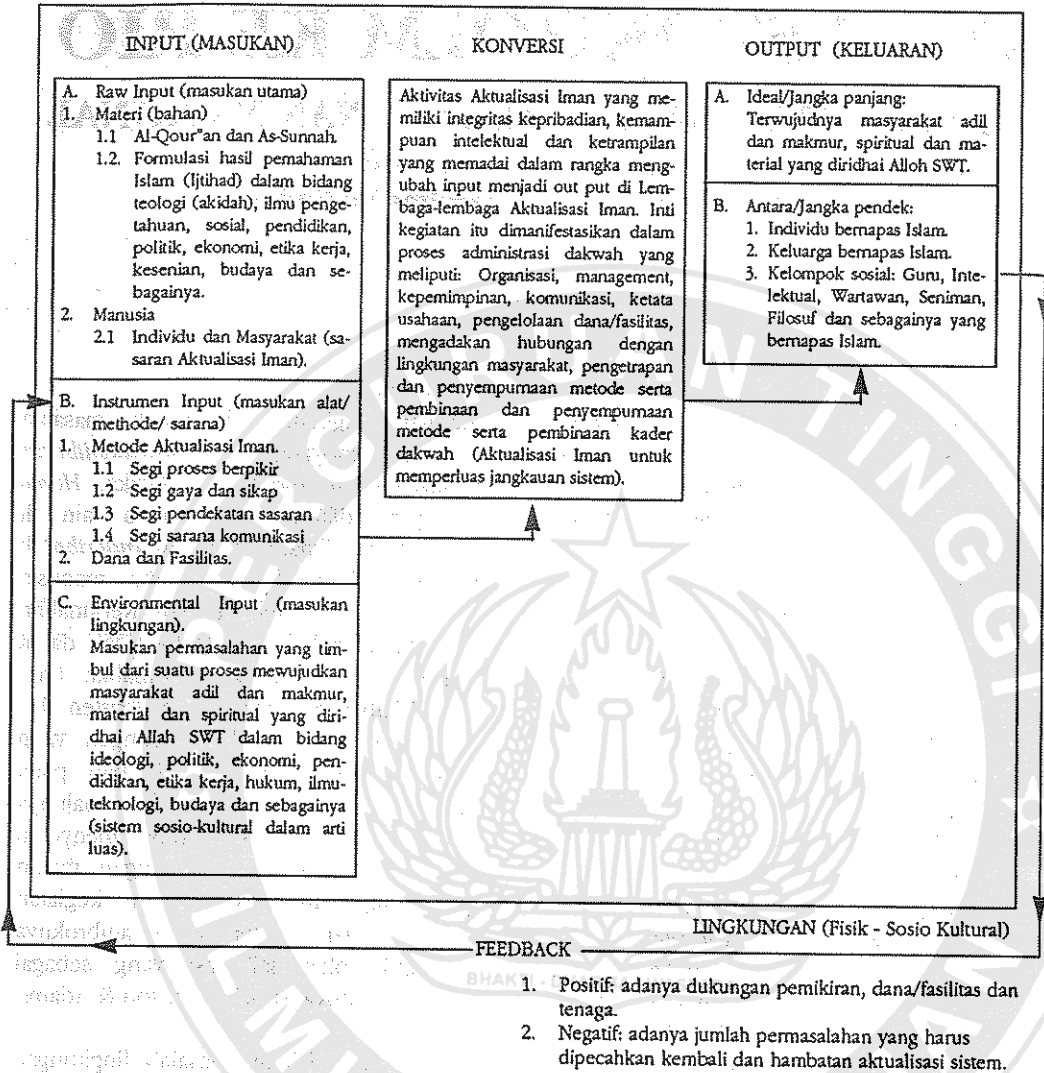 INPUT (MASUKAN)
A. Raw Input (masukan utama)
1. Materi (bahan)
1.1 Al-Qour"an dan As-Sunnah.
1.2. Formulasi hasil pemahaman
Islam (Ijtihad) dalam bidang
teologi (akidah), ilmu penge-
tahuan, sosial, pendidikan,
politik, ekonomi, etika kerja,
kesenian, budaya dan se-
bagainya.
2. Manusia
2.1 Individu dan Masyarakat (sa-
saran Aktualisasi Iman).
B. Instrumen Input (masukan alat/
methode/ sarana)
1. Metode Aktualisasi Iman.
1.1 Segi proses berpikir
1.2 Segi gaya dan sikap
1.3 Segi pendekatan sasaran
1.4 Segi sarana komunikasi
2. Dana dan Fasilitas.
C. Environmental Input (masukan
lingkungan).
Masukan permasalahan yang tim-
bul dari suatu proses mewujudkan
masyarakat adil dan makmur,
material dan spiritual yang diri-
dhai Allah SWT dalam bidang
ideologi, politik, ekonomi, pen-
didikan, etika kerja, hukum, ilmu-
teknologi, budaya dan sebagainya
(sistem sosio-kultural dalam arti
luas).
KONVERSI
Aktivitas Aktualisasi Iman yang me-
miliki integritas kepribadian, kemam-
puan intelektual dan ketrampilan
yang memadai dalam rangka meng-
ubah input menjadi out put di Lem-
baga-lembaga Aktualisasi Iman. Inti
kegiatan itu dimanifestasikan dalam
proses administrasi dakwah yang
meliputi: Organisasi, management,
kepemimpinan, komunikasi, ketata
usahaan, pengelolaan dana/fasilitas,
mengadakan hubungan dengan
lingkungan masyarakat, pengetrapan
dan penyempurnaan metode serta
pembinaan dan penyempurnaan
metode serta pembinaan kader
dakwah (Aktualisasi Iman untuk
memperluas jangkauan sistem).
OUTPUT (KELUARAN)
A. Ideal/Jangka panjang:
Terwujudnya masyarakat adil
dan makmur, spiritual dan ma-
terial yang diridhai Alloh SWT.
B. Antara/Jangka pendek:
1. Individu bernapas Islam.
2. Keluarga bernapas Islam.
3. Kelompok sosial: Guru, Inte-
lektual, Wartawan, Seniman,
Filosuf dan sebagainya yang
bernapas Islam.
LINGKUNGAN (Fisik - Sosio Kultural)
FEEDBACK
1. Positif: adanya dukungan pemikiran, dana/fasilitas dan
tenaga.
2. Negatif: adanya jumlah permasalahan yang harus
dipecahkan kembali dan hambatan aktualisasi sistem.